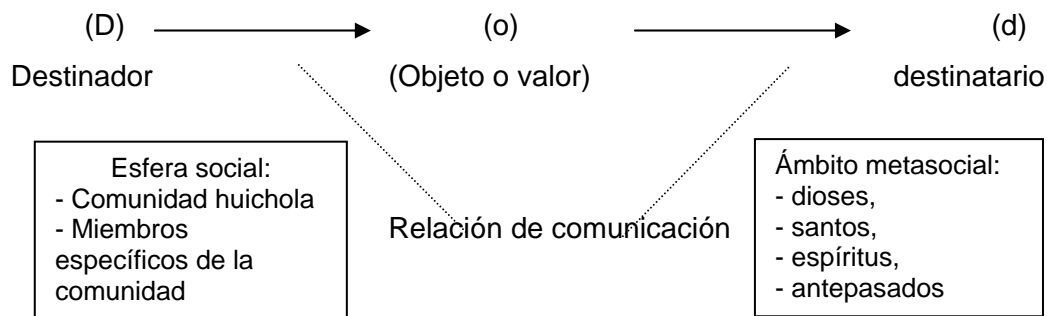 (D) (o) (d)
Destinador (Objeto o valor) destinatario
Esfera social:
- Comunidad huichola
- Miembros
específicos de la
comunidad
Relación de comunicación
Ámbito metasocial:
- dioses,
- santos,
- espíritus,
- antepasados